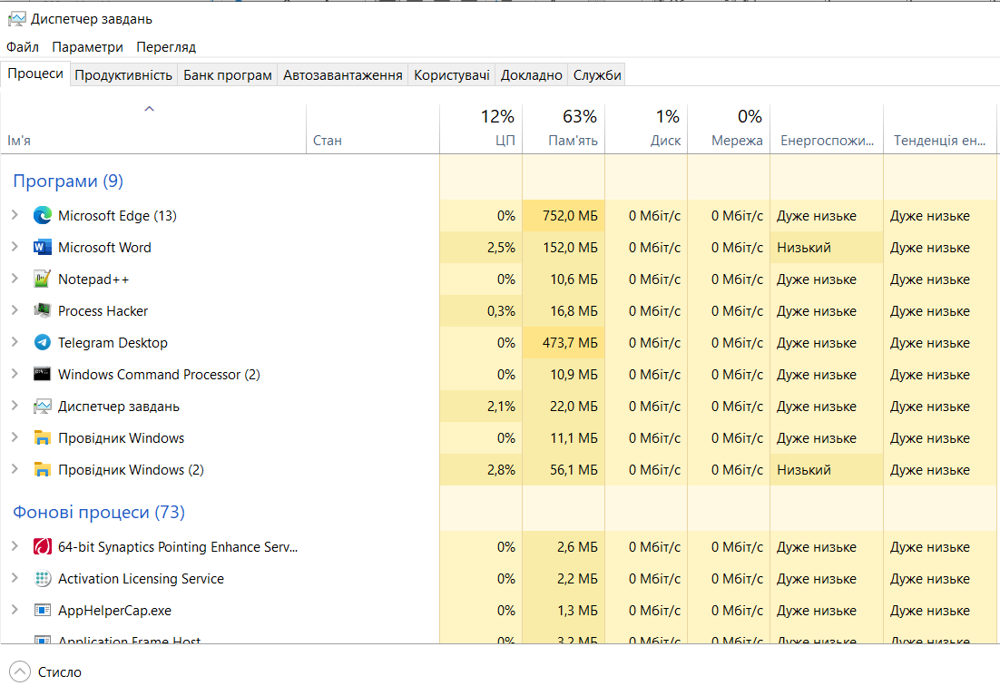 Диспетчер завдань
Файл Параметри Перегляд
Процеси Продуктивність Банк програм Автозавантаження Користувачі Докладно Служби
12% 63% 1% 0%
Ім'я Стан ЦП Пам'ять Диск Мережа Енергоспожи... Тенденція ен...
Програми (9)
Microsoft Edge (13) 0% 752,0 МБ 0 Мбіт/с 0 Мбіт/с Дуже низьке Дуже низьке
Microsoft Word 2,5% 152,0 МБ 0 Мбіт/с 0 Мбіт/с Низький Дуже низьке
Notepad++ 0% 10,6 МБ 0 Мбіт/с 0 Мбіт/с Дуже низьке Дуже низьке
Process Hacker 0,3% 16,8 МБ 0 Мбіт/с 0 Мбіт/с Дуже низьке Дуже низьке
Telegram Desktop 0% 473,7 МБ 0 Мбіт/с 0 Мбіт/с Дуже низьке Дуже низьке
Windows Command Processor (2) 0% 10,9 МБ 0 Мбіт/с 0 Мбіт/с Дуже низьке Дуже низьке
Диспетчер завдань 2,1% 22,0 МБ 0 Мбіт/с 0 Мбіт/с Дуже низьке Дуже низьке
Провідник Windows 0% 11,1 МБ 0 Мбіт/с 0 Мбіт/с Дуже низьке Дуже низьке
Провідник Windows (2) 2,8% 56,1 МБ 0 Мбіт/с 0 Мбіт/с Низький Дуже низьке
Фонові процеси (73)
64-bit Synaptics Pointing Enhance Serv... 0% 2,6 МБ 0 Мбіт/с 0 Мбіт/с Дуже низьке Дуже низьке
Activation Licensing Service 0% 2,2 МБ 0 Мбіт/с 0 Мбіт/с Дуже низьке Дуже низьке
AppHelperCap.exe 0% 1,3 МБ 0 Мбіт/с 0 Мбіт/с Дуже низьке Дуже низьке
Application Frame Host 0% 3,2 МБ 0 Мбіт/с 0 Мбіт/с Дуже низьке Дуже низьке
Стисло